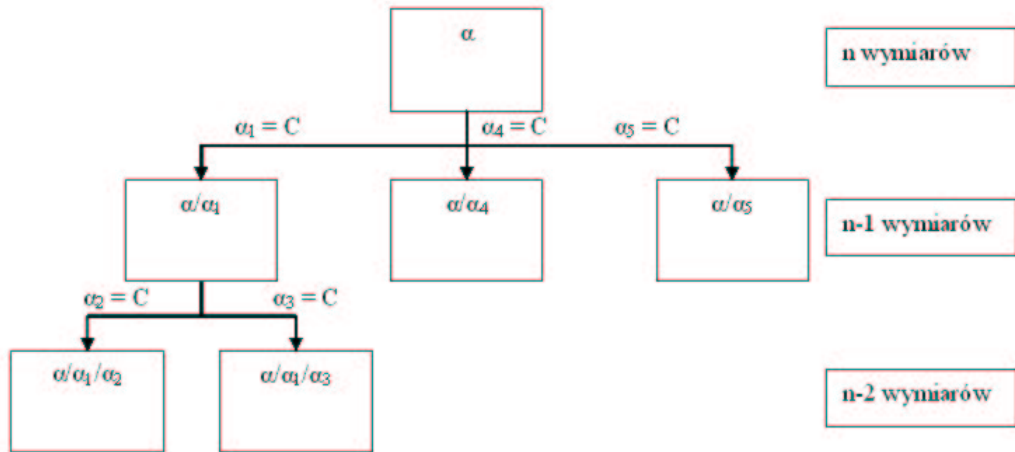 α
n wymiarów
α₁ = C
α₄ = C
α₅ = C
α/α₁
α/α₄
α/α₅
n-1 wymiarów
α₂ = C
α₃ = C
α/α₁/α₂
α/α₁/α₃
n-2 wymiarów